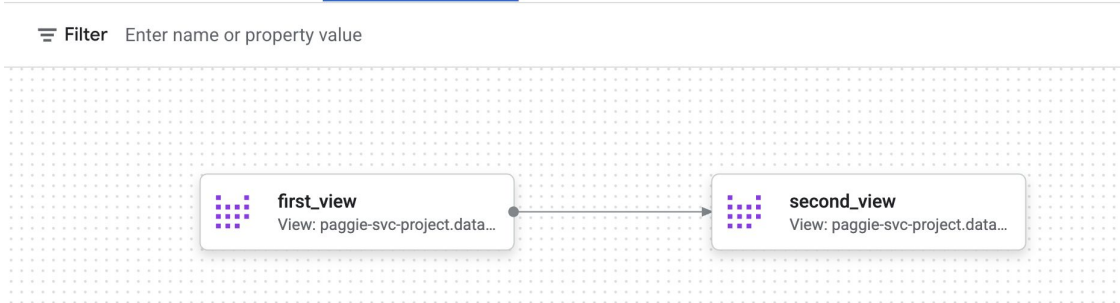 Filter Enter name or property value
first_view
View: paggie-svc-project.data...
second_view
View: paggie-svc-project.data...